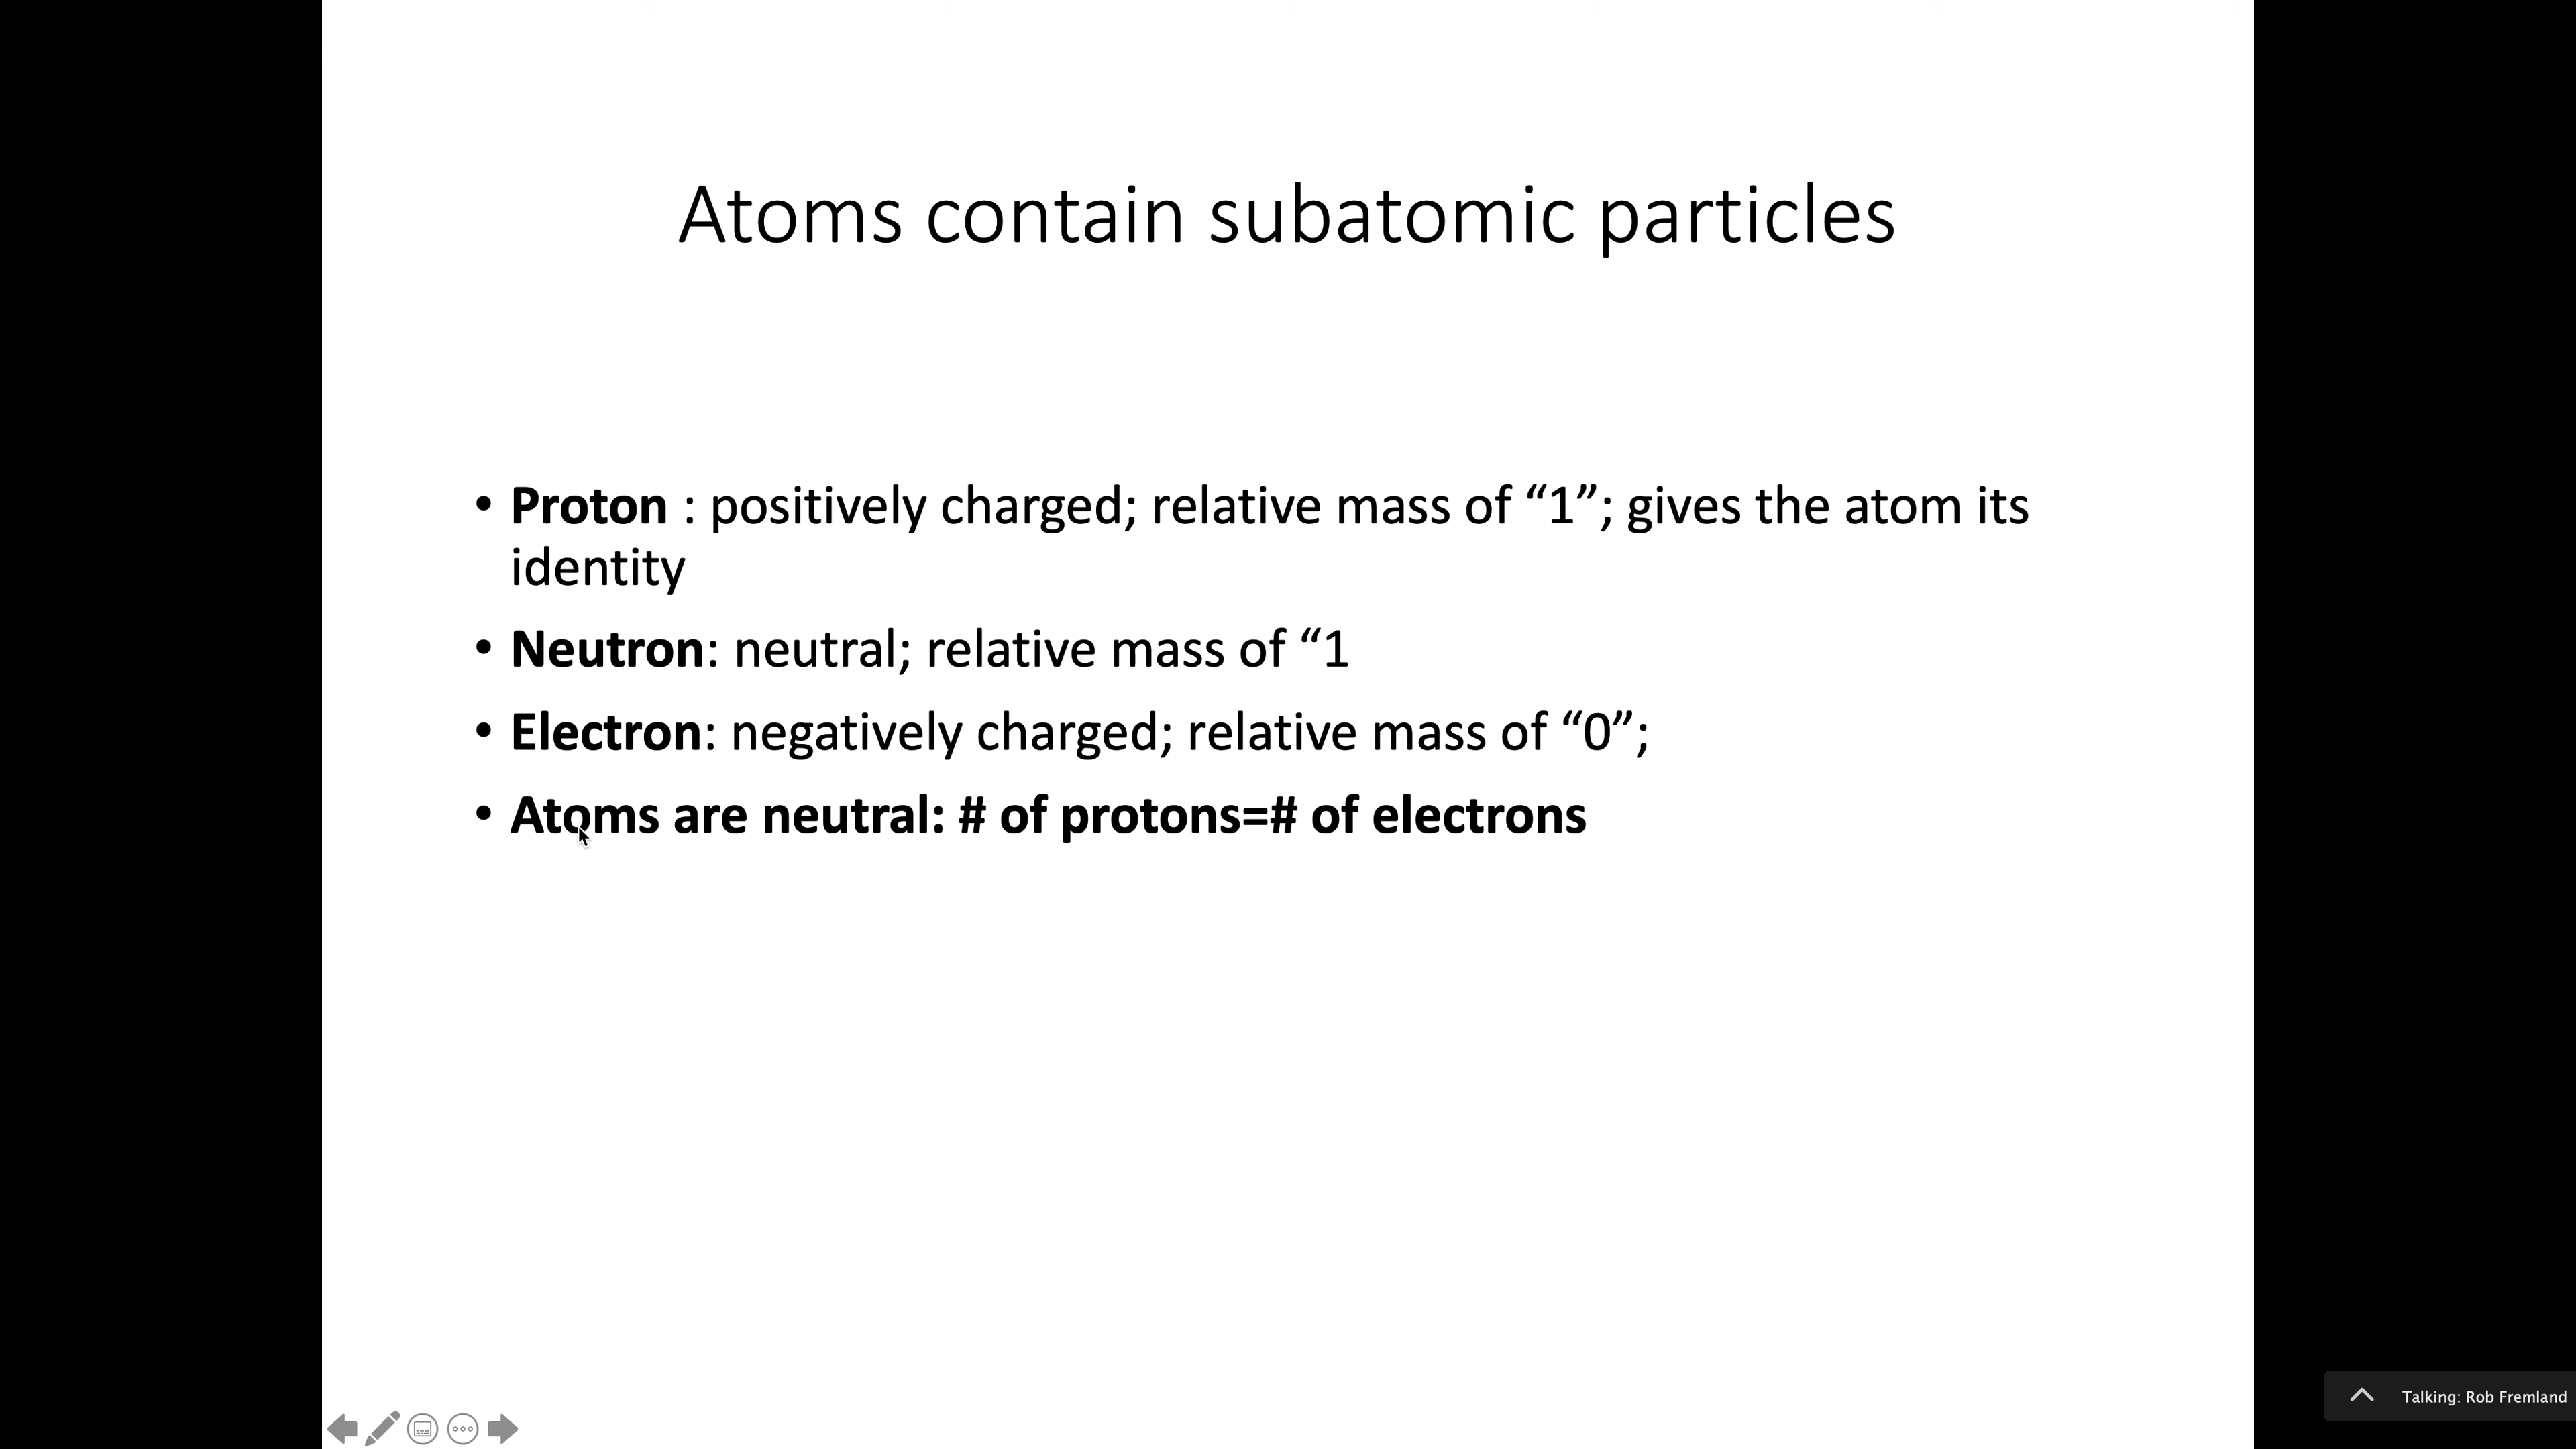 Atoms contain subatomic particles
• Proton : positively charged; relative mass of “1”; gives the atom its
identity
• Neutron: neutral; relative mass of “1
• Electron: negatively charged; relative mass of “0”;
• Atoms are neutral: # of protons=# of electrons
Talking: Rob Fremland